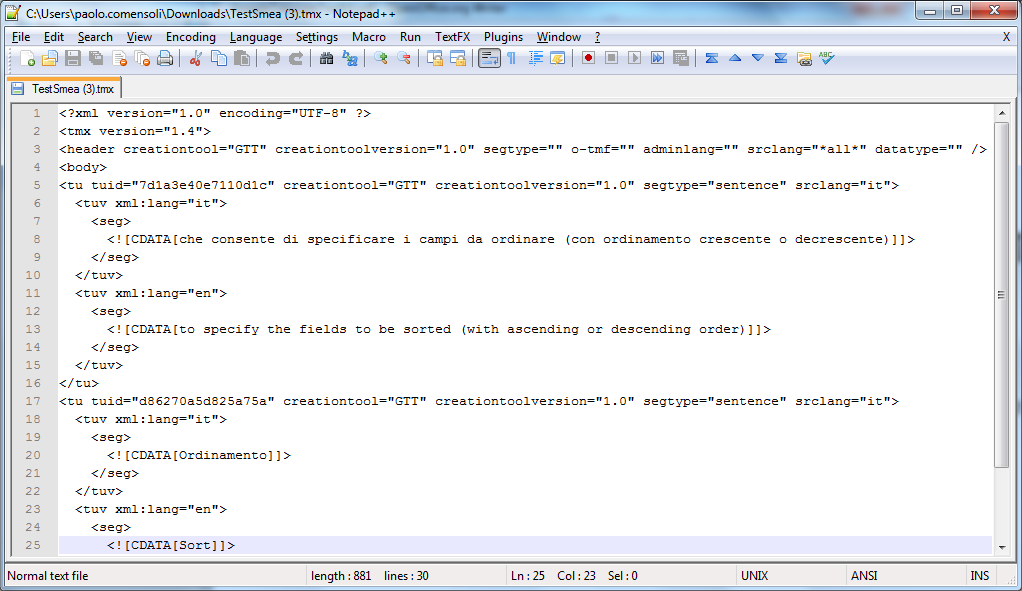 C:\Users\paolo.comensoli\Downloads\TestSmea (3).tmx - Notepad++
File Edit Search View Encoding Language Settings Macro Run TextFX Plugins Window ? X
TestSmea (3).tmx
1 <?xml version="1.0" encoding="UTF-8" ?>
2 <tmx version="1.4">
3 <header creationtool="GTT" creationtoolversion="1.0" segtype="" o-tmf="" adminlang="" srclang="*all*" datatype="" />
4 <body>
5 <tu tuid="7d1a3e40e7110d1c" creationtool="GTT" creationtoolversion="1.0" segtype="sentence" srclang="it">
6 <tuv xml:lang="it">
7 <seg>
8 <![CDATA[che consente di specificare i campi da ordinare (con ordinamento crescente o decrescente)]]>
9 </seg>
10 </tuv>
11 <tuv xml:lang="en">
12 <seg>
13 <![CDATA[to specify the fields to be sorted (with ascending or descending order)]]>
14 </seg>
15 </tuv>
16 </tu>
17 <tu tuid="d86270a5d825a75a" creationtool="GTT" creationtoolversion="1.0" segtype="sentence" srclang="it">
18 <tuv xml:lang="it">
19 <seg>
20 <![CDATA[Ordinamento]]>
21 </seg>
22 </tuv>
23 <tuv xml:lang="en">
24 <seg>
25 <![CDATA[Sort]]>
Normal text file length : 881 lines : 30 Ln : 25 Col : 23 Sel : 0 UNIX ANSI INS